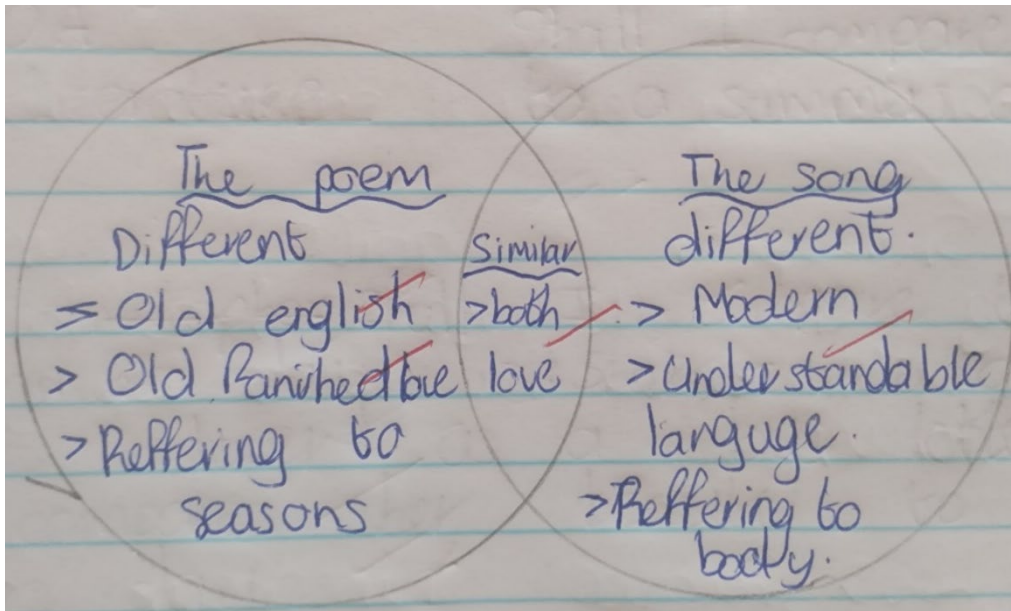 The poem
Different
> Old english
> Old love
> Reffering to
seasons
Similar
> both
love
The song
different.
> Modern
> Understandable
languge.
> Reffering to
body.